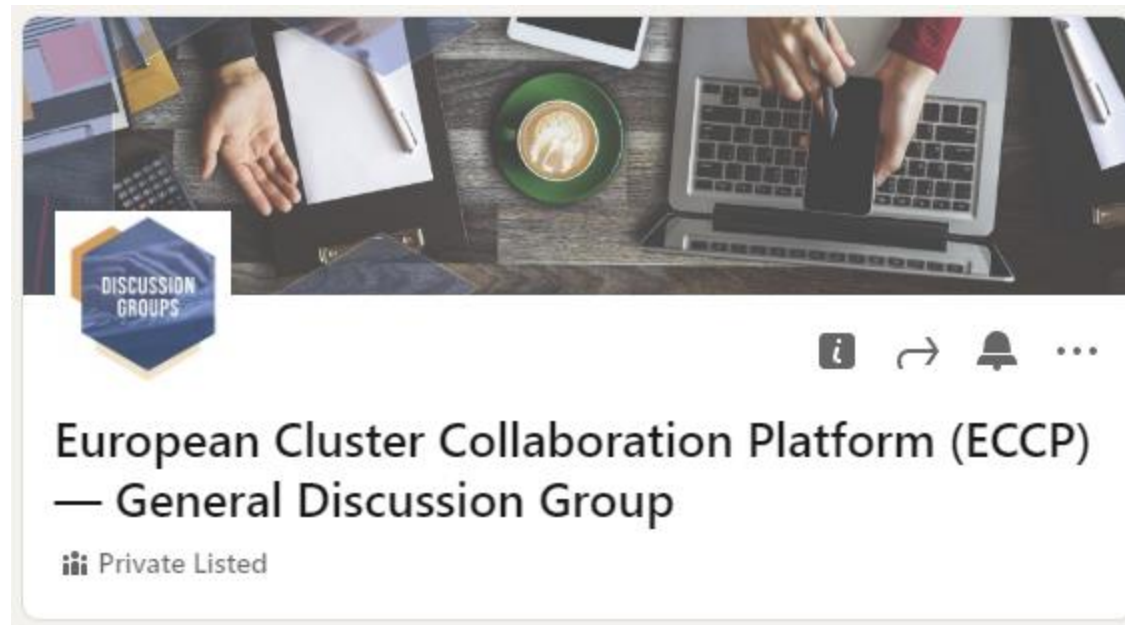 DISCUSSION
GROUPS
European Cluster Collaboration Platform (ECCP)
— General Discussion Group
Private Listed